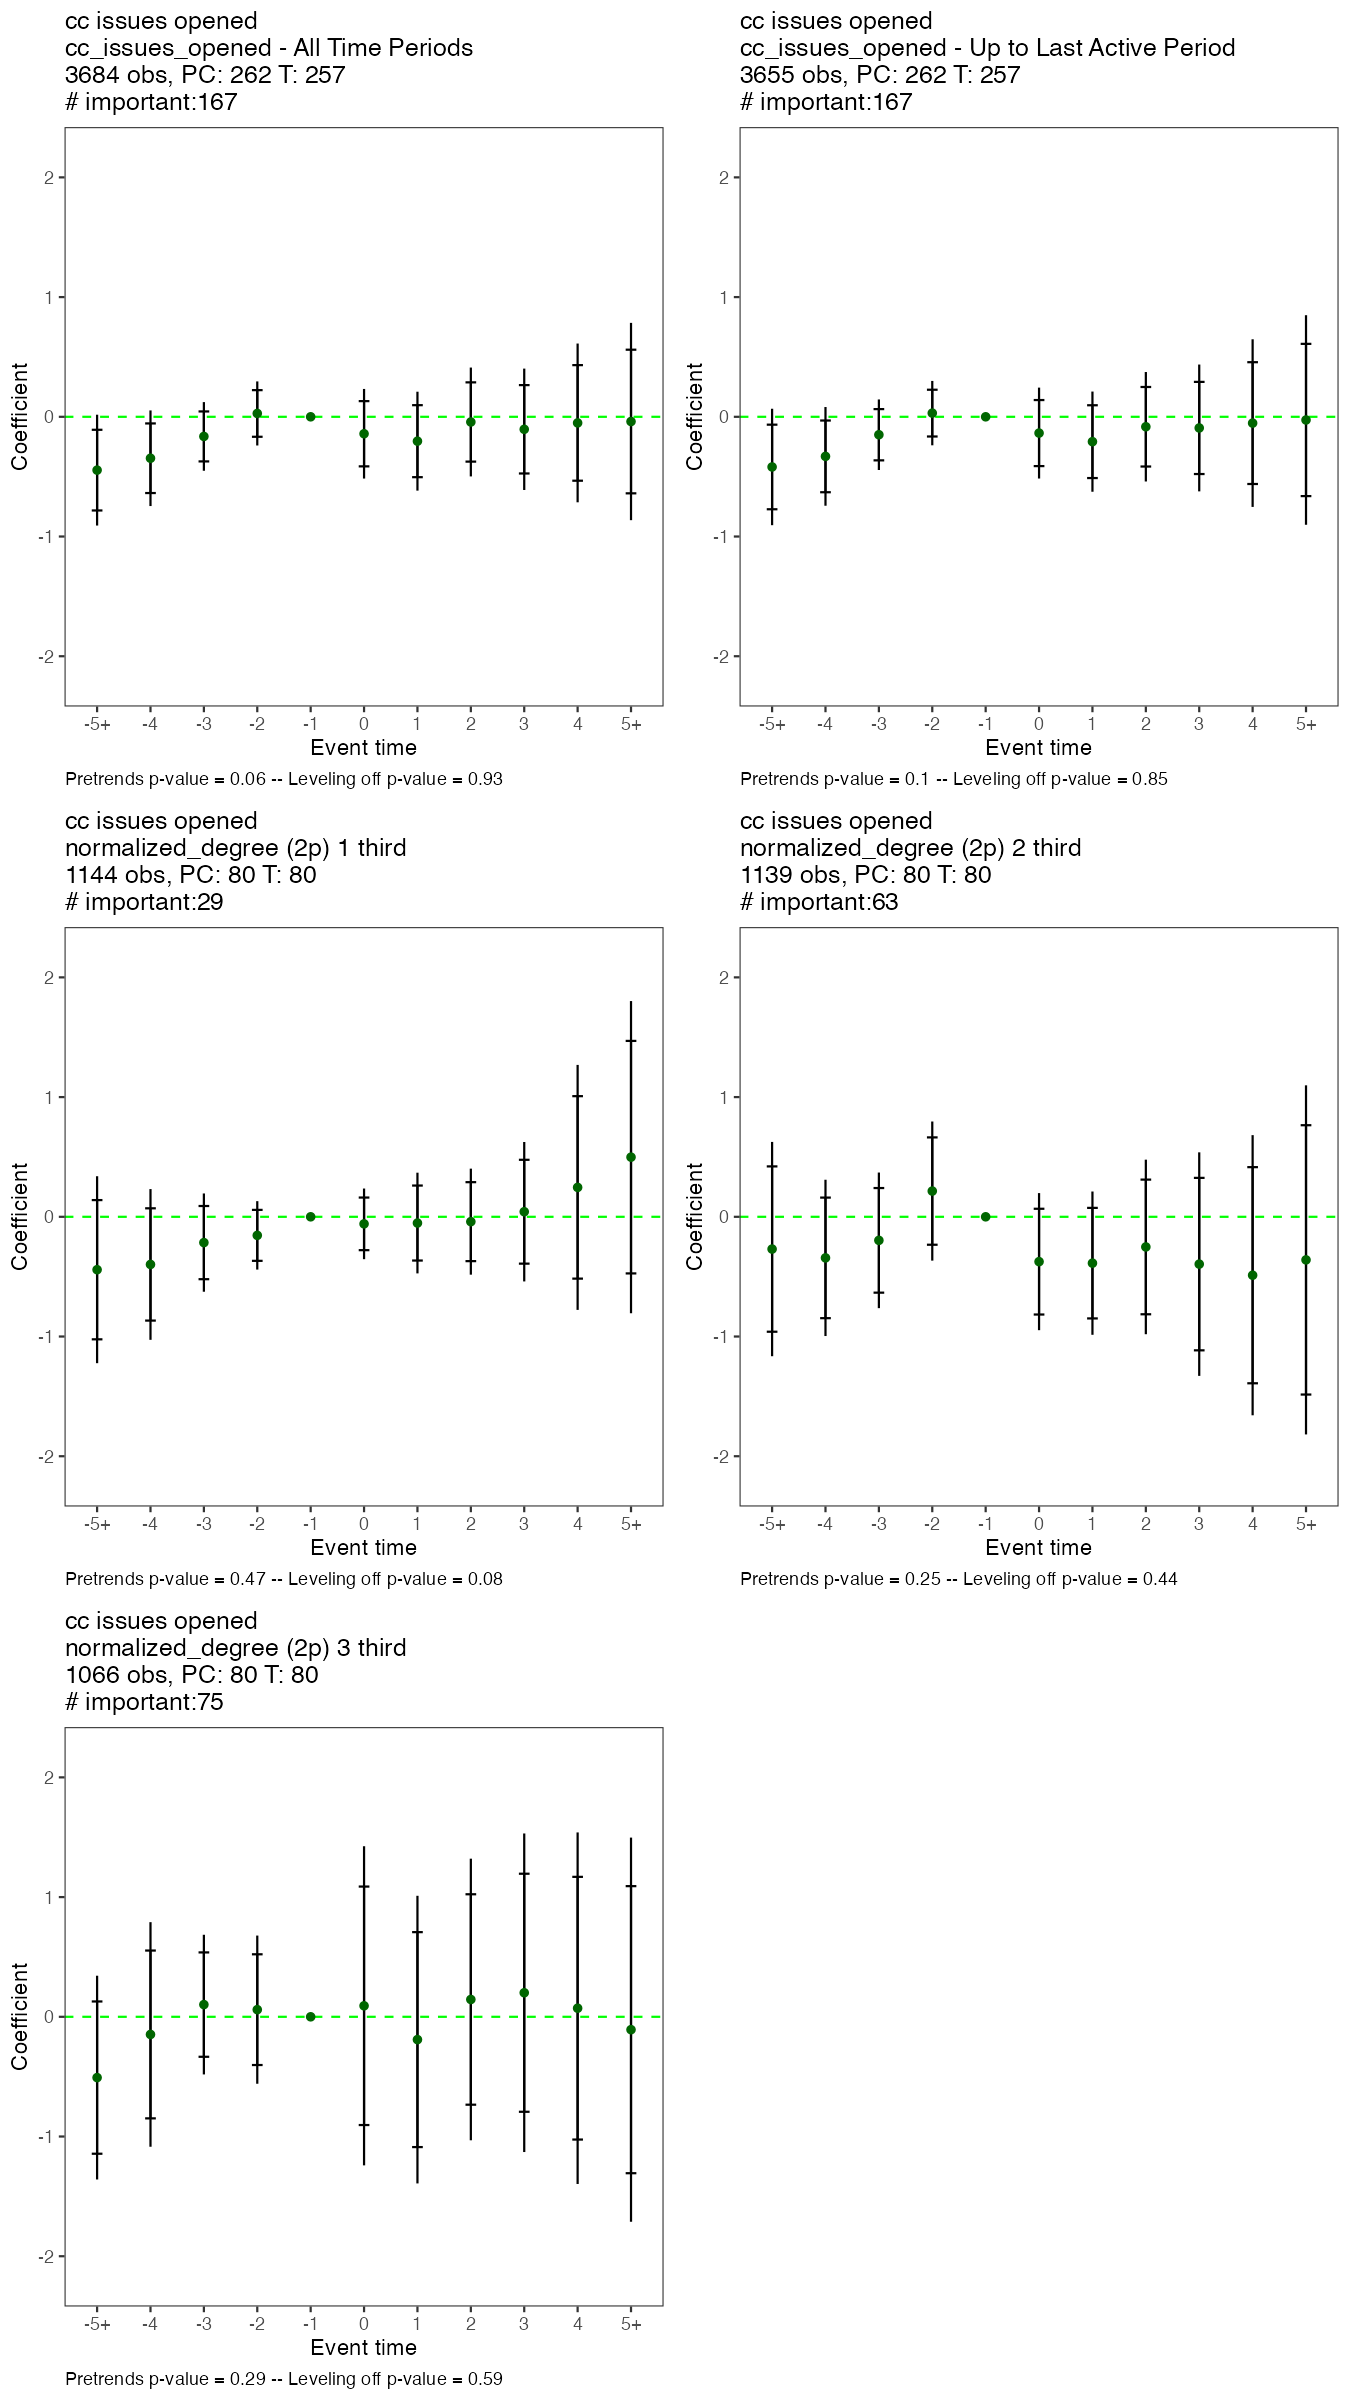 cc issues opened
cc_issues_opened - All Time Periods
3684 obs, PC: 262 T: 257
# important:167
2
1
0
-1
-2
Coefficient
-5+ -4 -3 -2 -1 0 1 2 3 4 5+
Event time
Pretrends p-value = 0.06 -- Leveling off p-value = 0.93
cc issues opened
cc_issues_opened - Up to Last Active Period
3655 obs, PC: 262 T: 257
# important:167
2
1
0
-1
-2
Coefficient
-5+ -4 -3 -2 -1 0 1 2 3 4 5+
Event time
Pretrends p-value = 0.1 -- Leveling off p-value = 0.85
cc issues opened
normalized_degree (2p) 1 third
1144 obs, PC: 80 T: 80
# important:29
2
1
0
-1
-2
Coefficient
-5+ -4 -3 -2 -1 0 1 2 3 4 5+
Event time
Pretrends p-value = 0.47 -- Leveling off p-value = 0.08
cc issues opened
normalized_degree (2p) 2 third
1139 obs, PC: 80 T: 80
# important:63
2
1
0
-1
-2
Coefficient
-5+ -4 -3 -2 -1 0 1 2 3 4 5+
Event time
Pretrends p-value = 0.25 -- Leveling off p-value = 0.44
cc issues opened
normalized_degree (2p) 3 third
1066 obs, PC: 80 T: 80
# important:75
2
1
0
-1
-2
Coefficient
-5+ -4 -3 -2 -1 0 1 2 3 4 5+
Event time
Pretrends p-value = 0.29 -- Leveling off p-value = 0.59